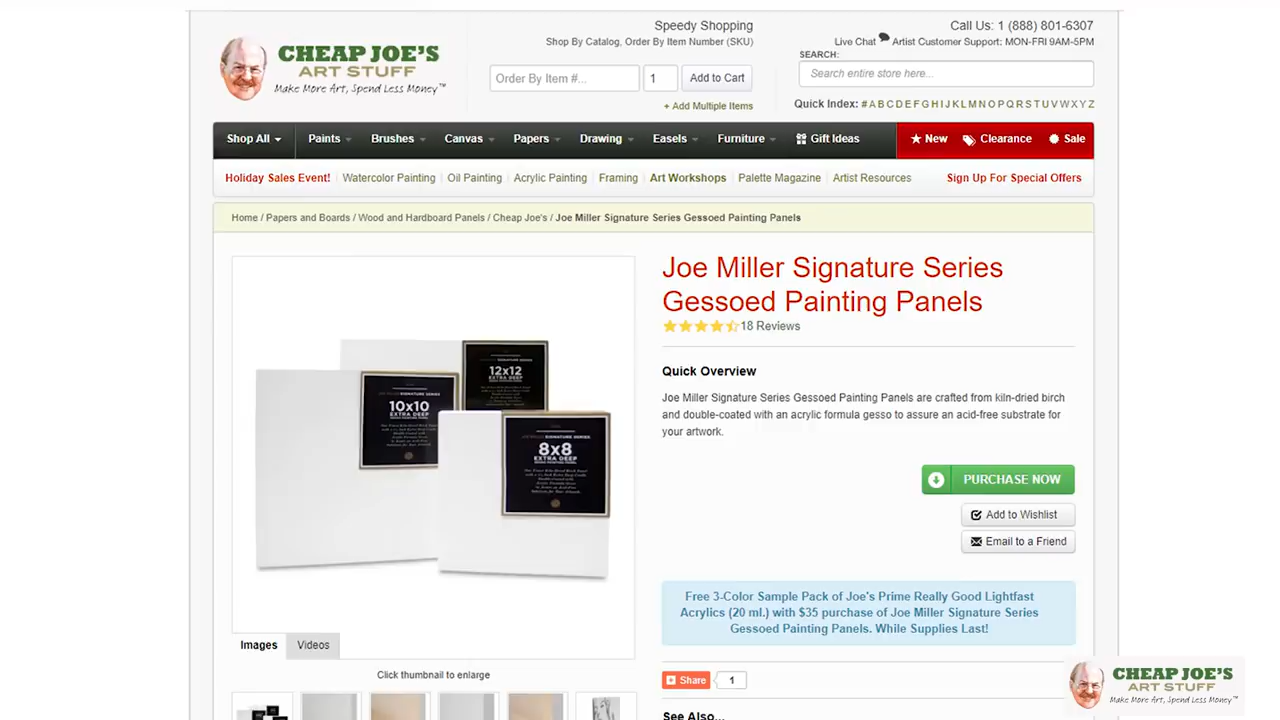 Speedy Shopping
Shop By Catalog, Order By Item Number (SKU)
Call Us: 1 (888) 801-6307
Live Chat Artist Customer Support: MON-FRI 9AM-5PM
CHEAP JOE'S
ART STUFF
Make More Art, Spend Less Money™
Order By Item #... 1 Add to Cart
+ Add Multiple Items
SEARCH:
Search entire store here...
Quick Index: # A B C D E F G H I J K L M N O P Q R S T U V W X Y Z
Shop All Paints Brushes Canvas Papers Drawing Easels Furniture Gift Ideas New Clearance Sale
Holiday Sales Event! Watercolor Painting Oil Painting Acrylic Painting Framing Art Workshops Palette Magazine Artist Resources Sign Up For Special Offers
Home / Papers and Boards / Wood and Hardboard Panels / Cheap Joe's / Joe Miller Signature Series Gessoed Painting Panels
12x12
EXTRA DEEP
10x10
EXTRA DEEP
JOE MILLER SIGNATURE SERIES
8x8
EXTRA DEEP
Images Videos
Click thumbnail to enlarge
Joe Miller Signature Series
Gessoed Painting Panels
18 Reviews
Quick Overview
Joe Miller Signature Series Gessoed Painting Panels are crafted from kiln-dried birch
and double-coated with an acrylic formula gesso to assure an acid-free substrate for
your artwork.
PURCHASE NOW
Add to Wishlist
Email to a Friend
Free 3-Color Sample Pack of Joe's Prime Really Good Lightfast
Acrylics (20 ml.) with $35 purchase of Joe Miller Signature Series
Gessoed Painting Panels. While Supplies Last!
Share 1
See Also...
CHEAP JOE'S
ART STUFF
Make More Art, Spend Less Money™